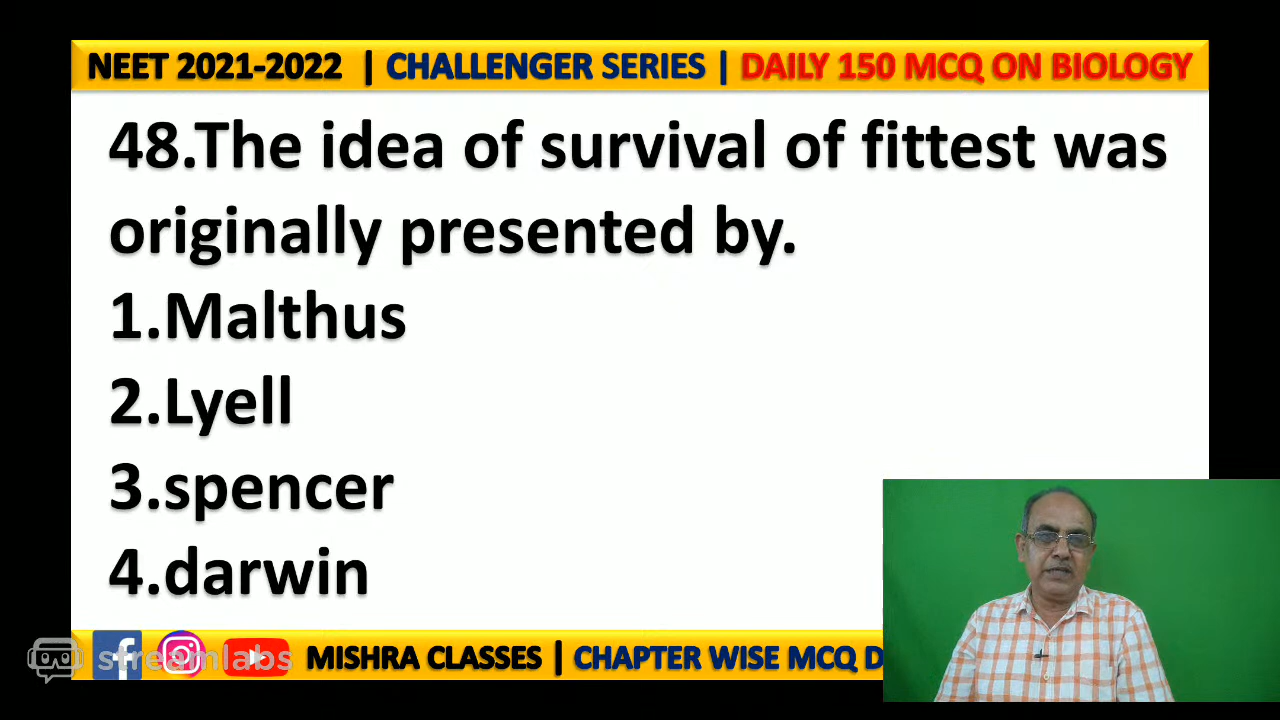 NEET 2021-2022 | CHALLENGER SERIES | DAILY 150 MCQ ON BIOLOGY
48.The idea of survival of fittest was
originally presented by.
1.Malthus
2.Lyell
3.spencer
4.darwin
streamlabs MISHRA CLASSES | CHAPTER WISE MCQ D